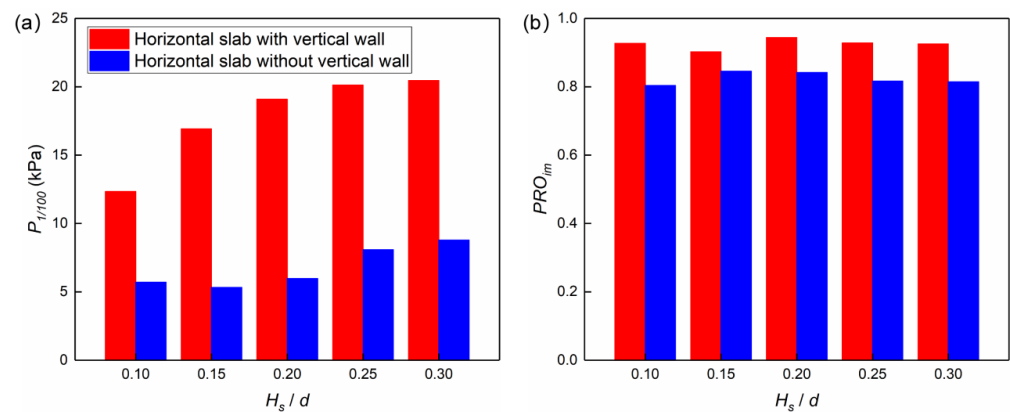 (a)
25
20
15
10
5
0
P1/100 (kPa)
Horizontal slab with vertical wall
Horizontal slab without vertical wall
0.10 0.15 0.20 0.25 0.30
Hs / d
(b)
1.0
0.8
0.6
0.4
0.2
0.0
PROim
0.10 0.15 0.20 0.25 0.30
Hs / d